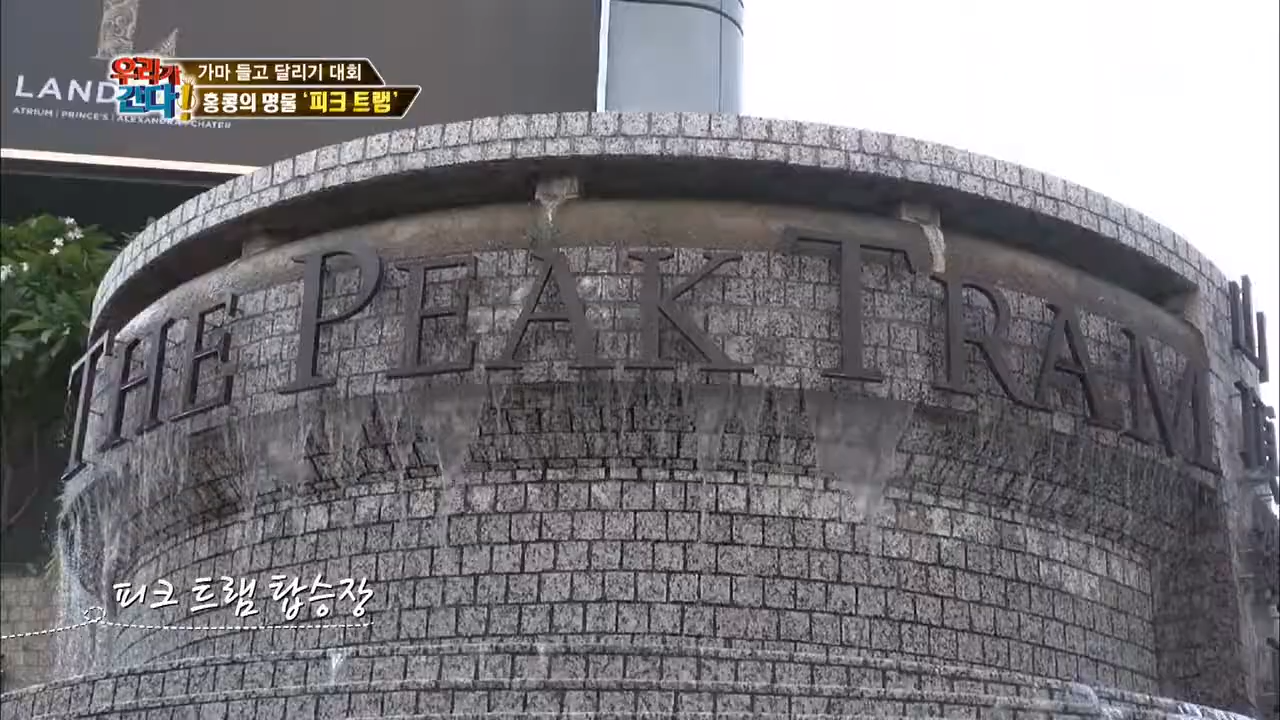 우리가 간다!
가마 들고 달리기 대회
홍콩의 명물 '피크 트램'
ATRIUM | PRINCE'S | ALEXANDRA | CHATER
THE PEAK TRAM
山
피크 트램 탑승장